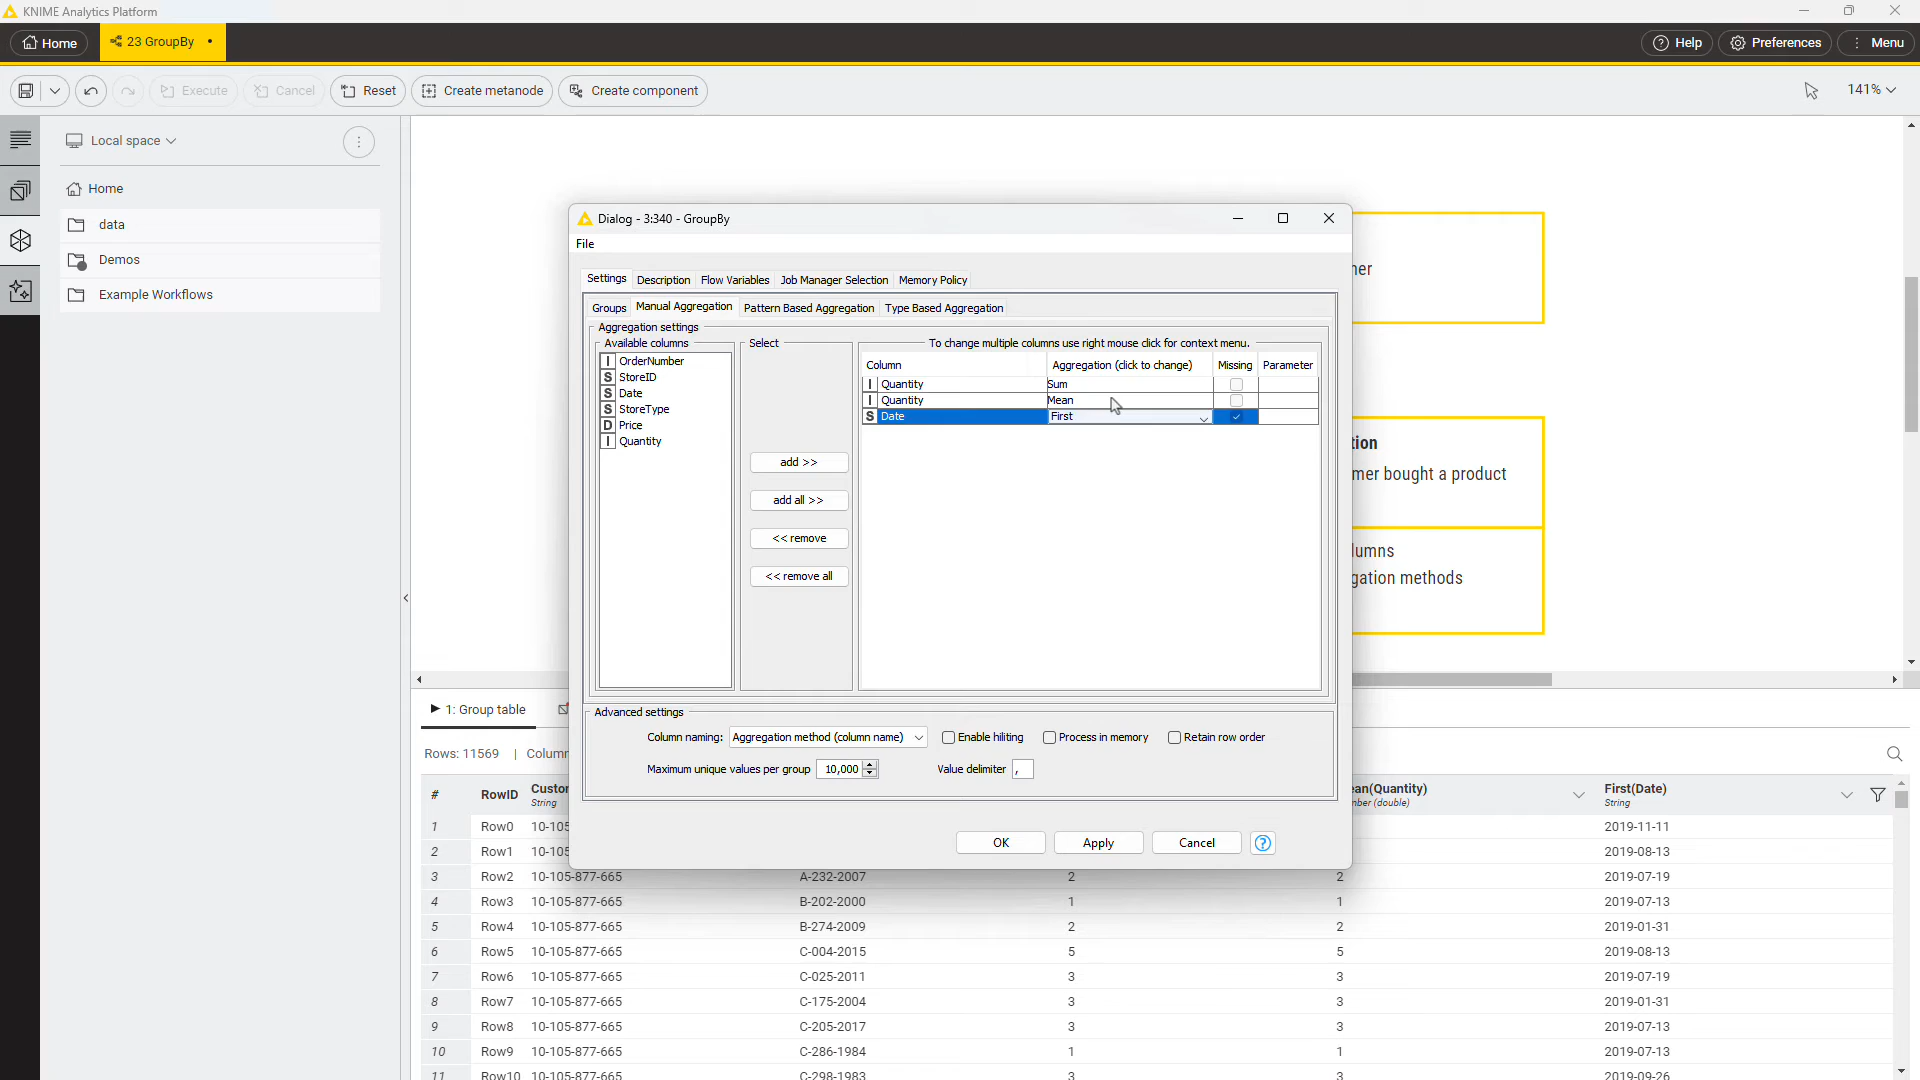 KNIME Analytics Platform
Home
23 GroupBy
Help
Preferences
Menu
Execute
Cancel
Reset
Create metanode
Create component
141%
Local space
Home
data
Demos
Example Workflows
Dialog - 3:340 - GroupBy
File
Settings
Description
Flow Variables
Job Manager Selection
Memory Policy
Groups
Manual Aggregation
Pattern Based Aggregation
Type Based Aggregation
Aggregation settings
Available columns
I OrderNumber
S StoreID
S Date
S StoreType
D Price
I Quantity
Select
add >>
add all >>
<< remove
<< remove all
To change multiple columns use right mouse click for context menu.
Column Aggregation (click to change) Missing Parameter
I Quantity Sum
I Quantity Mean
S Date First
Advanced settings
Column naming: Aggregation method (column name) Enable hiliting Process in memory Retain row order
Maximum unique values per group 10,000 Value delimiter ,
OK Apply Cancel ?
ner
tion
mer bought a product
lumns
gation methods
1: Group table
Rows: 11569 | Column
# RowID Custo ean(Quantity) First(Date)
String mber (double) String
1 Row0 10-105 2019-11-11
2 Row1 10-105 2019-08-13
3 Row2 10-105-877-665 A-232-2007 2 2 2019-07-19
4 Row3 10-105-877-665 B-202-2000 1 1 2019-07-13
5 Row4 10-105-877-665 B-274-2009 2 2 2019-01-31
6 Row5 10-105-877-665 C-004-2015 5 5 2019-08-13
7 Row6 10-105-877-665 C-025-2011 3 3 2019-07-19
8 Row7 10-105-877-665 C-175-2004 3 3 2019-01-31
9 Row8 10-105-877-665 C-205-2017 3 3 2019-07-13
10 Row9 10-105-877-665 C-286-1984 1 1 2019-07-13
11 Row10 10-105-877-665 C-298-1983 3 3 2019-09-26